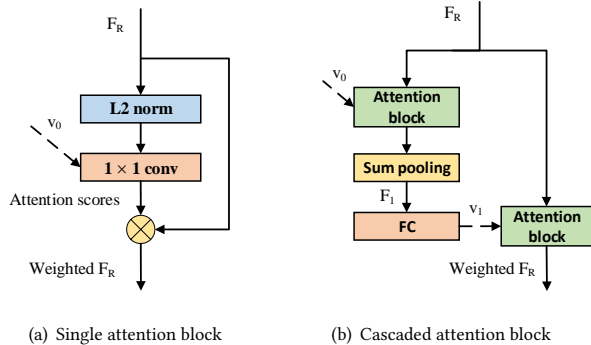 F_R
v_0
L2 norm
1 × 1 conv
Attention scores
Weighted F_R
(a) Single attention block
F_R
v_0
Attention
block
Sum pooling
F_1
FC
v_1
Attention
block
Weighted F_R
(b) Cascaded attention block